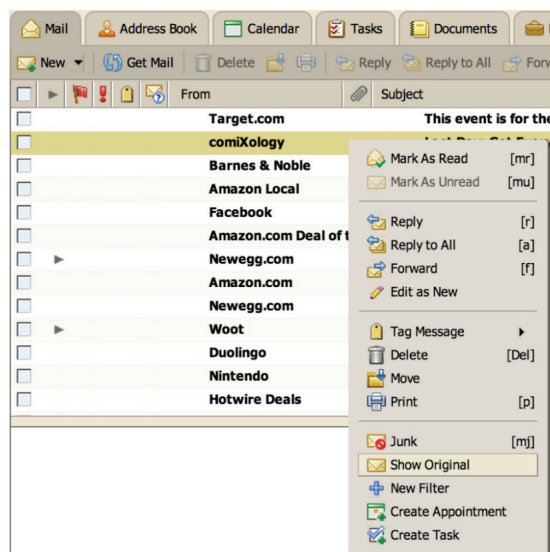 Mail Address Book Calendar Tasks Documents
New Get Mail Delete Reply Reply to All Forw
From Subject
Target.com This event is for the
comiXology
Barnes & Noble
Amazon Local
Facebook
Amazon.com Deal of t
Newegg.com
Amazon.com
Newegg.com
Woot
Duolingo
Nintendo
Hotwire Deals
Mark As Read [mr]
Mark As Unread [mu]
Reply [r]
Reply to All [a]
Forward [f]
Edit as New
Tag Message
Delete [Del]
Move
Print [p]
Junk [mj]
Show Original
New Filter
Create Appointment
Create Task